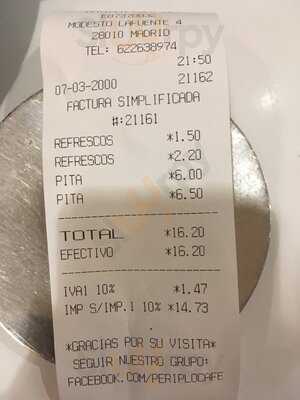 MODESTO LAFUENTE 4
28010 MADRID
TEL: 622638974
21:50
07-03-2000 21162
FACTURA SIMPLIFICADA
#:21161
REFRESCOS *1.50
REFRESCOS *2.20
PITA *6.00
PITA *6.50
TOTAL *16.20
EFECTIVO *16.20
IVA1 10% *1.47
IMP S/IMP.1 10% *14.73
*GRACIAS POR SU VISITA*
SEGUIR NUESTRO GRUPO:
FACEBOOK.COM/PERIPLOCAFE